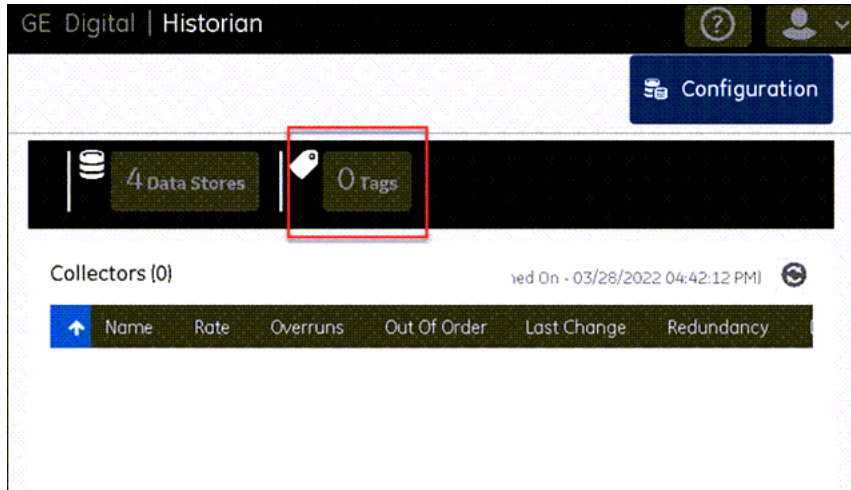 GE Digital | Historian
Configuration
4 Data Stores
0 Tags
Collectors (0)
On - 03/28/2022 04:42:12 PM)
Name Rate Overruns Out Of Order Last Change Redundancy